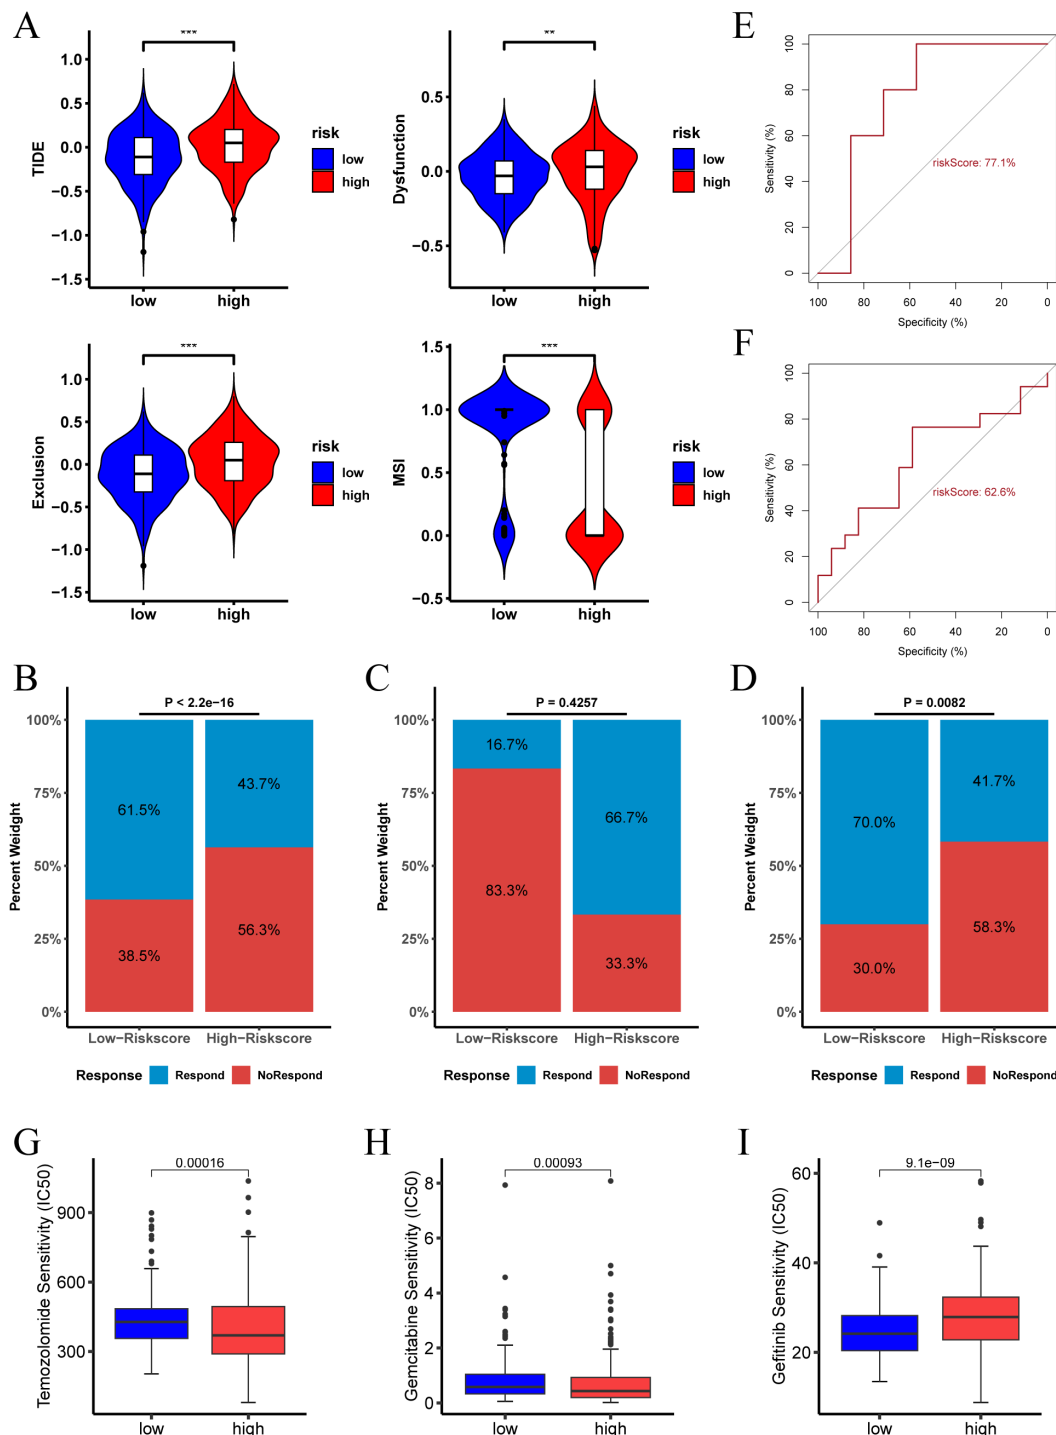 A
***
TIDE
1.0
0.5
0.0
−0.5
−1.0
−1.5
low
high
risk
low
high
**
Dysfunction
0.5
0.0
−0.5
low
high
risk
low
high
***
Exclusion
1.0
0.5
0.0
−0.5
−1.0
−1.5
low
high
risk
low
high
***
MSI
1.5
1.0
0.5
0.0
−0.5
low
high
risk
low
high
E
Sensitivity (%)
100
80
60
40
20
0
riskScore: 77.1%
100
80
60
40
20
0
Specificity (%)
F
Sensitivity (%)
100
80
60
40
20
0
riskScore: 62.6%
100
80
60
40
20
0
Specificity (%)
B
P < 2.2e−16
Percent Weidght
100%
75%
50%
25%
0%
61.5%
43.7%
38.5%
56.3%
Low−Riskscore
High−Riskscore
Response
Respond
NoRespond
C
P = 0.4257
Percent Weidght
100%
75%
50%
25%
0%
16.7%
66.7%
83.3%
33.3%
Low−Riskscore
High−Riskscore
Response
Respond
NoRespond
D
P = 0.0082
Percent Weidght
100%
75%
50%
25%
0%
70.0%
41.7%
30.0%
58.3%
Low−Riskscore
High−Riskscore
Response
Respond
NoRespond
G
0.00016
Temozolomide Sensitivity (IC50)
900
600
300
low
high
H
0.00093
Gemcitabine Sensitivity (IC50)
8
6
4
2
0
low
high
I
9.1e−09
Gefitinib Sensitivity (IC50)
60
40
20
low
high